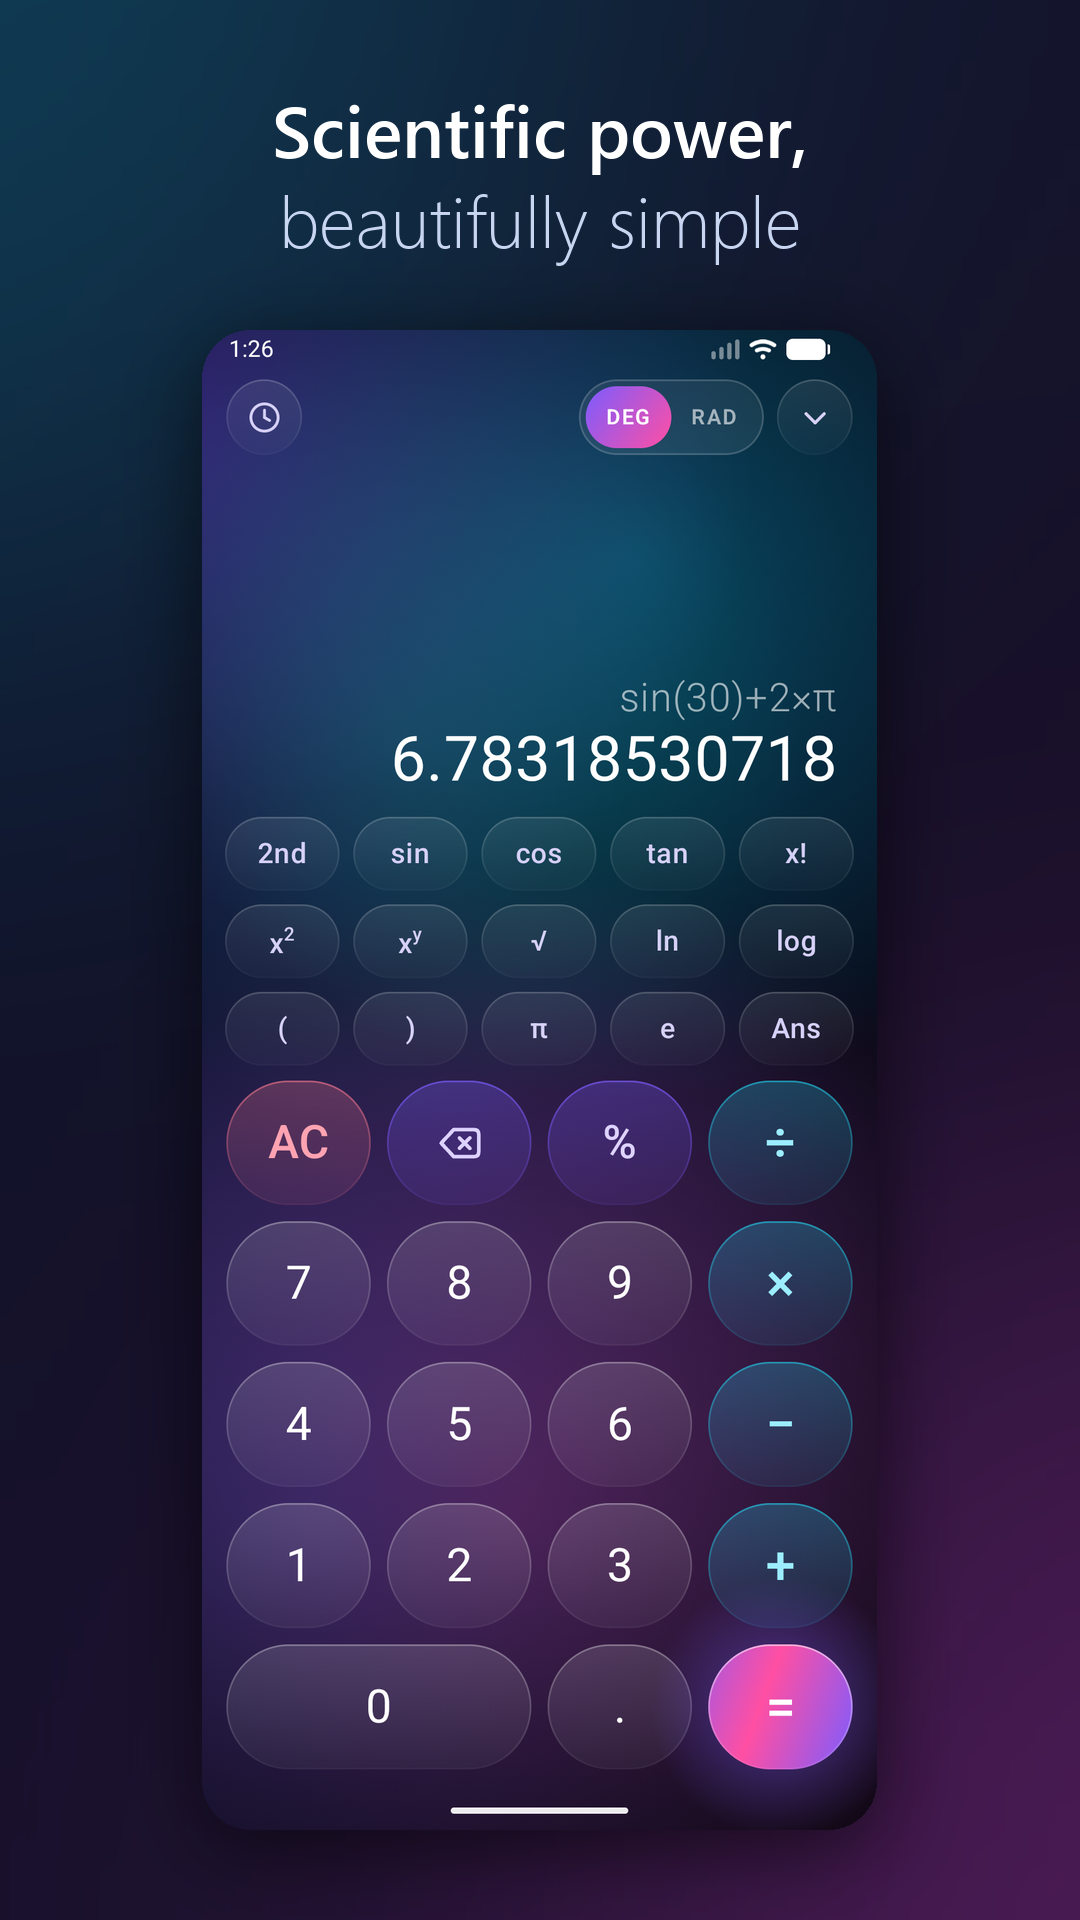 Scientific power,
beautifully simple
1:26
DEG RAD
sin(30)+2×π
6.78318530718
2nd sin cos tan x!
x² xʸ √ ln log
( ) π e Ans
AC % ÷
7 8 9 ×
4 5 6 −
1 2 3 +
0 . =